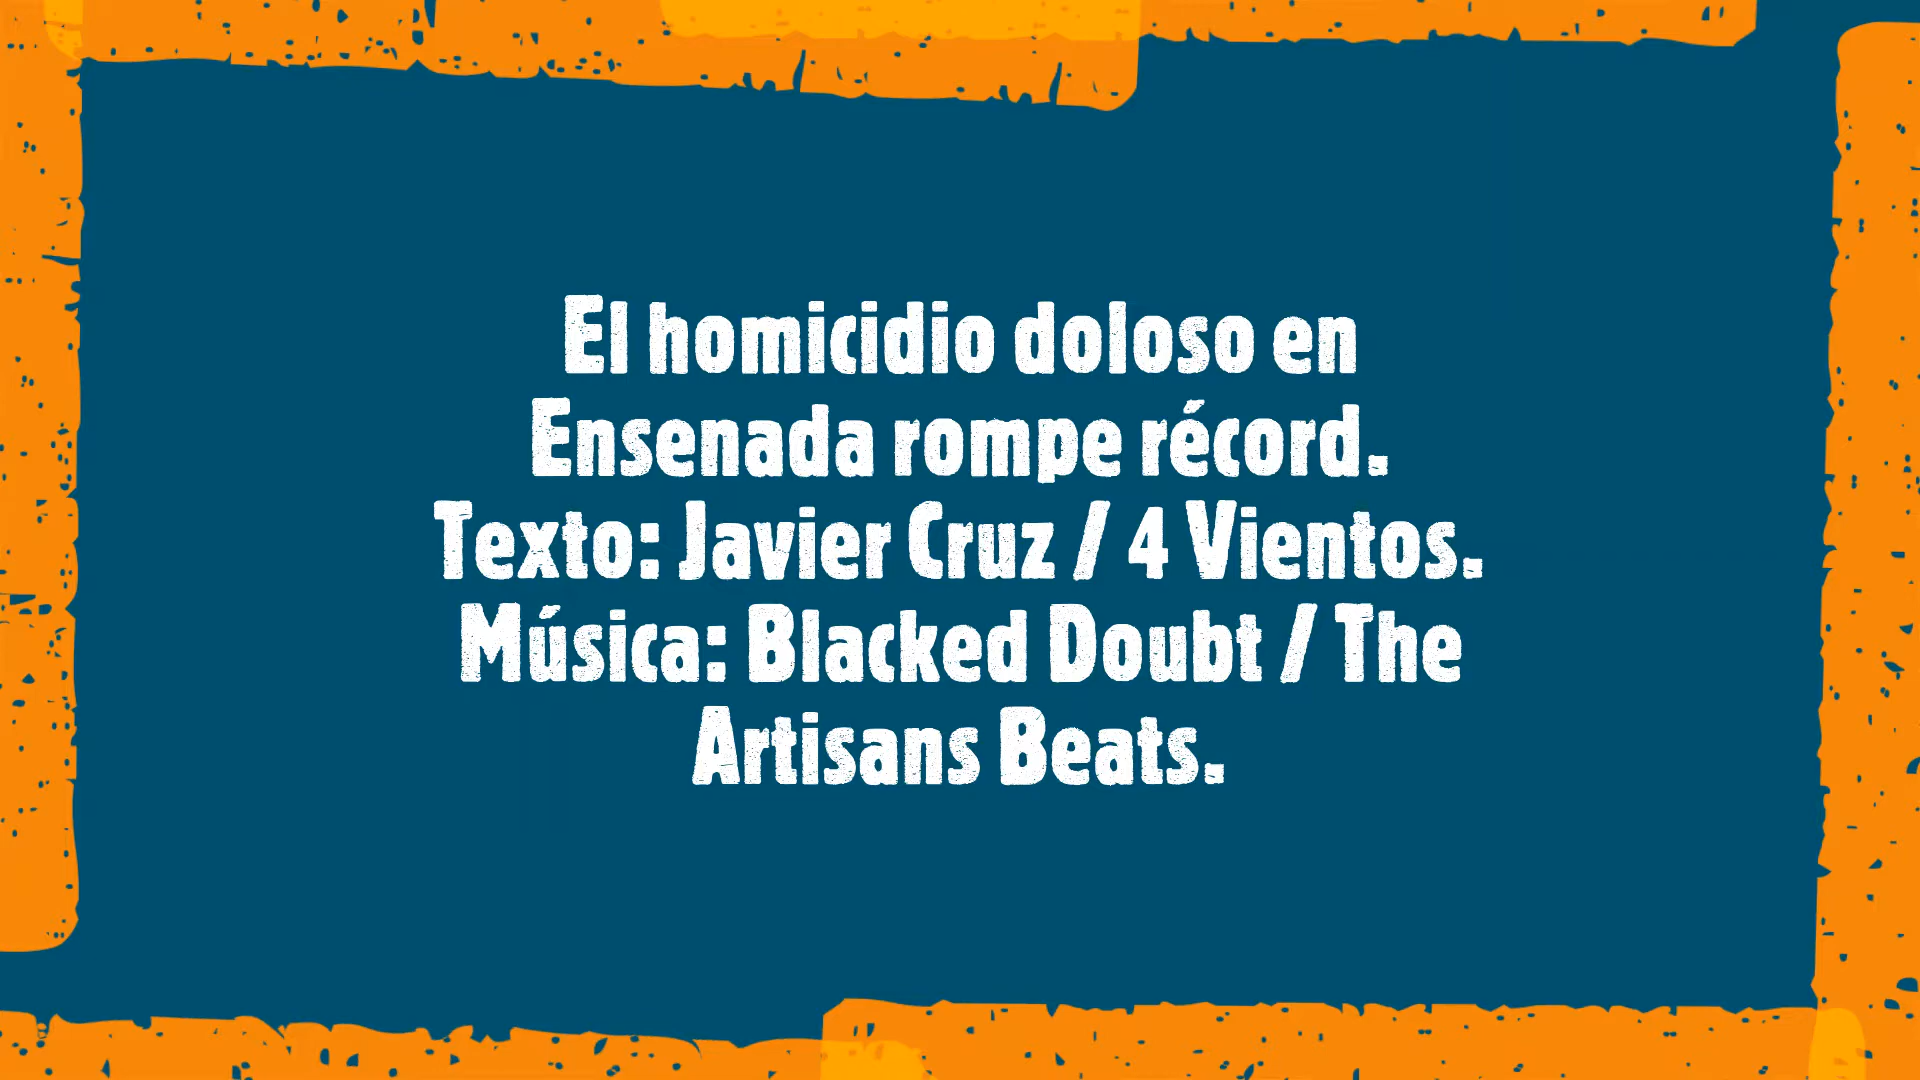 El homicidio doloso en
Ensenada rompe récord.
Texto: Javier Cruz / 4 Vientos.
Música: Blacked Doubt / The
Artisans Beats.